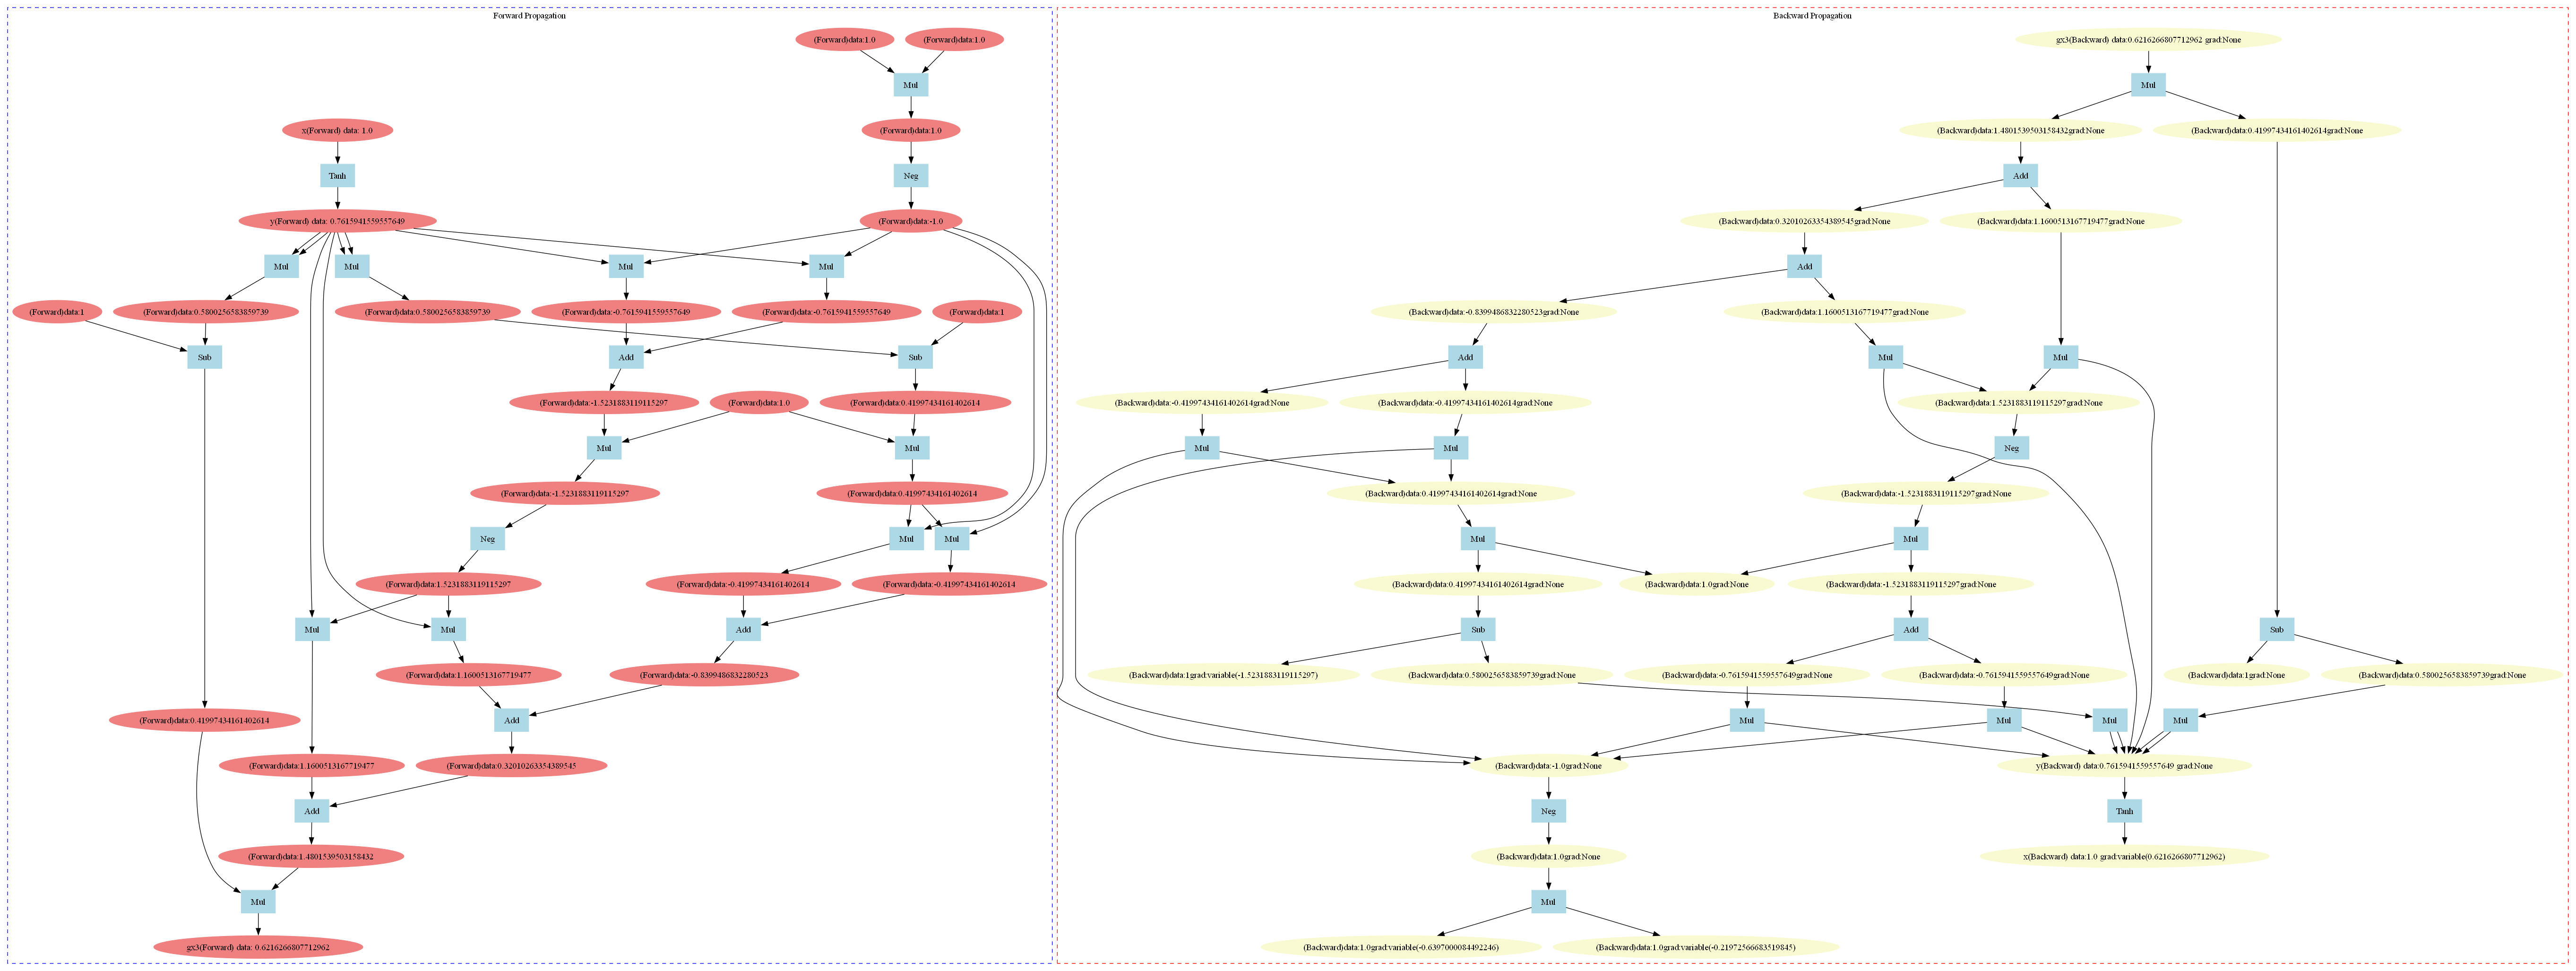 Forward Propagation
(Forward)data:1.0
(Forward)data:1.0
Mul
x(Forward) data: 1.0
(Forward)data:1.0
Tanh
Neg
y(Forward) data: 0.7615941559557649
(Forward)data:-1.0
Mul
Mul
Mul
Mul
(Forward)data:1
(Forward)data:0.5800256583859739
(Forward)data:0.5800256583859739
(Forward)data:-0.7615941559557649
(Forward)data:-0.7615941559557649
(Forward)data:1
Sub
Add
Sub
(Forward)data:-1.5231883119115297
(Forward)data:1.0
(Forward)data:0.41997434161402614
Mul
Mul
(Forward)data:-1.5231883119115297
(Forward)data:0.41997434161402614
Neg
Mul
Mul
(Forward)data:1.5231883119115297
(Forward)data:-0.41997434161402614
(Forward)data:-0.41997434161402614
Mul
Mul
Add
(Forward)data:1.1600513167719477
(Forward)data:-0.8399486832280523
(Forward)data:0.41997434161402614
Add
(Forward)data:1.1600513167719477
(Forward)data:0.32010263354389545
Add
(Forward)data:1.4801539503158432
Mul
gx3(Forward) data: 0.6216266807712962
Backward Propagation
gx3(Backward) data:0.6216266807712962 grad:None
Mul
(Backward)data:1.4801539503158432grad:None
(Backward)data:0.41997434161402614grad:None
Add
(Backward)data:0.32010263354389545grad:None
(Backward)data:1.1600513167719477grad:None
Add
(Backward)data:-0.8399486832280523grad:None
(Backward)data:1.1600513167719477grad:None
Add
Mul
Mul
(Backward)data:-0.41997434161402614grad:None
(Backward)data:-0.41997434161402614grad:None
(Backward)data:1.5231883119115297grad:None
Mul
Mul
Neg
(Backward)data:0.41997434161402614grad:None
(Backward)data:-1.5231883119115297grad:None
Mul
Mul
(Backward)data:0.41997434161402614grad:None
(Backward)data:1.0grad:None
(Backward)data:-1.5231883119115297grad:None
Sub
Add
Sub
(Backward)data:1grad:variable(-1.5231883119115297)
(Backward)data:0.5800256583859739grad:None
(Backward)data:-0.7615941559557649grad:None
(Backward)data:-0.7615941559557649grad:None
(Backward)data:1grad:None
(Backward)data:0.5800256583859739grad:None
Mul
Mul
Mul
Mul
(Backward)data:-1.0grad:None
y(Backward) data:0.7615941559557649 grad:None
Neg
Tanh
(Backward)data:1.0grad:None
x(Backward) data:1.0 grad:variable(0.6216266807712962)
Mul
(Backward)data:1.0grad:variable(-0.6397000084492246)
(Backward)data:1.0grad:variable(-0.21972566683519845)